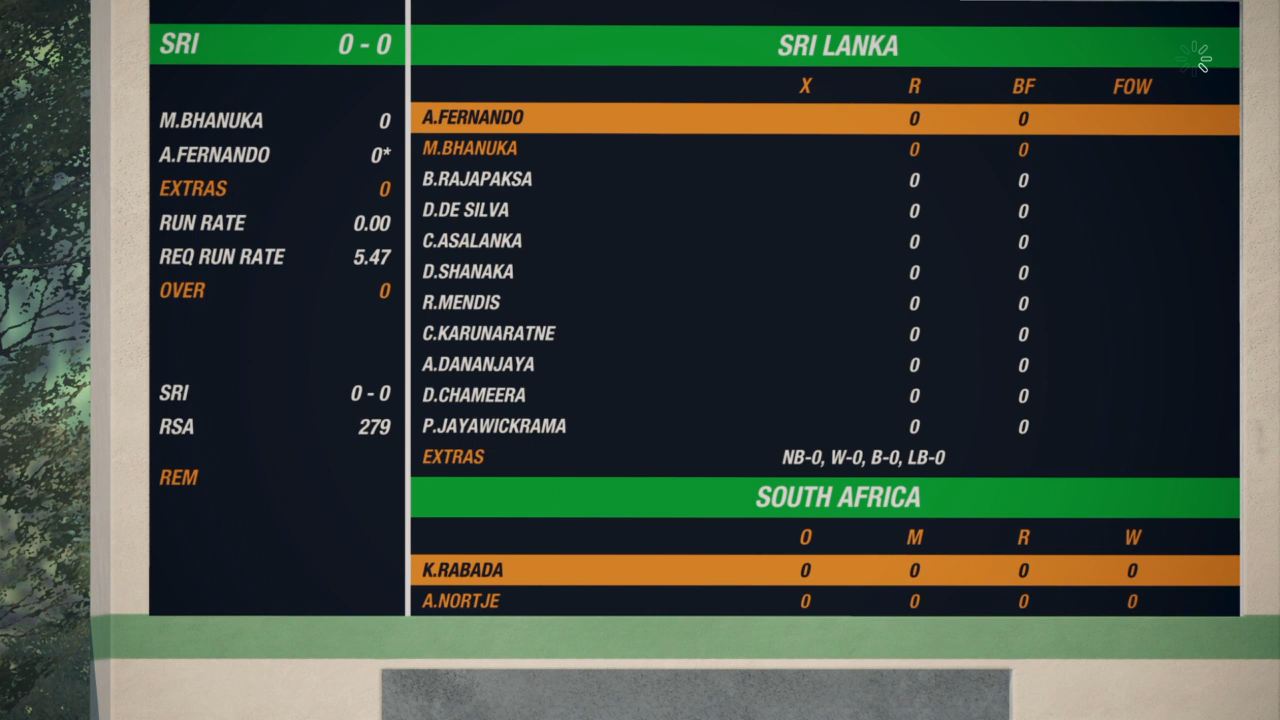 SRI 0 - 0
M.BHANUKA 0
A.FERNANDO 0*
EXTRAS 0
RUN RATE 0.00
REQ RUN RATE 5.47
OVER 0
SRI 0 - 0
RSA 279
REM
SRI LANKA
X R BF FOW
A.FERNANDO 0 0
M.BHANUKA 0 0
B.RAJAPAKSA 0 0
D.DE SILVA 0 0
C.ASALANKA 0 0
D.SHANAKA 0 0
R.MENDIS 0 0
C.KARUNARATNE 0 0
A.DANANJAYA 0 0
D.CHAMEERA 0 0
P.JAYAWICKRAMA 0 0
EXTRAS NB-0, W-0, B-0, LB-0
SOUTH AFRICA
O M R W
K.RABADA 0 0 0 0
A.NORTJE 0 0 0 0